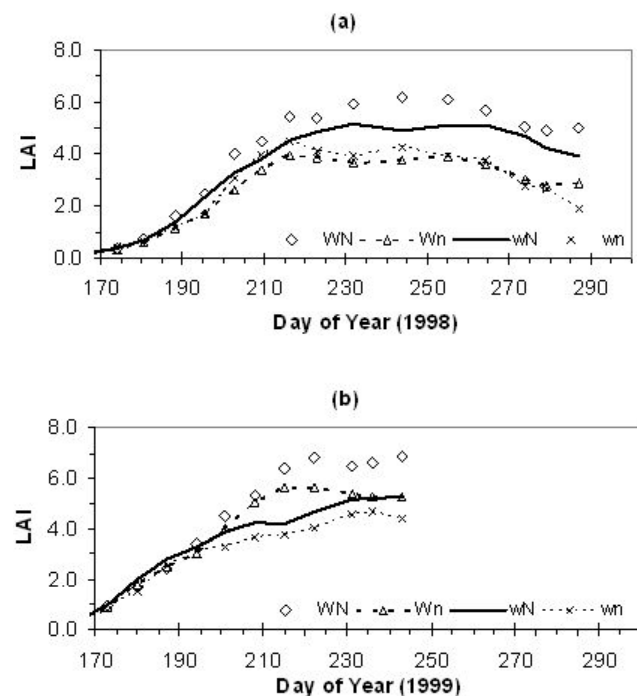 (a)
8.0
6.0
LAI
4.0
2.0
0.0
WN Wn wN wn
170 190 210 230 250 270 290
Day of Year (1998)
(b)
8.0
6.0
LAI
4.0
2.0
0.0
WN Wn wN wn
170 190 210 230 250 270 290
Day of Year (1999)